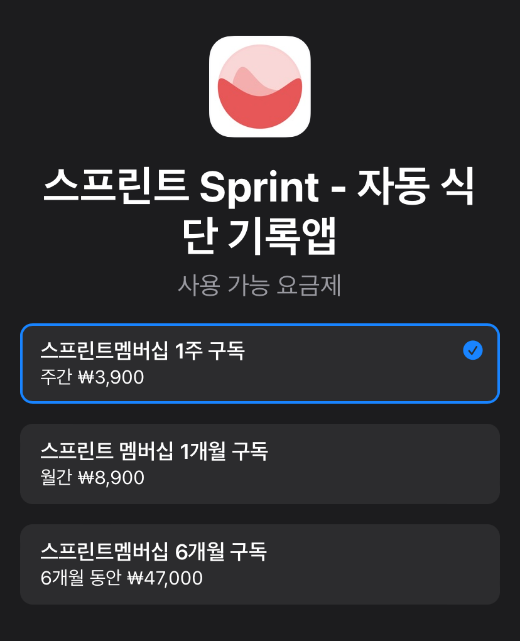 스프린트 Sprint - 자동 식
단 기록앱
사용 가능 요금제
스프린트멤버십 1주 구독
주간 ₩3,900
스프린트 멤버십 1개월 구독
월간 ₩8,900
스프린트멤버십 6개월 구독
6개월 동안 ₩47,000